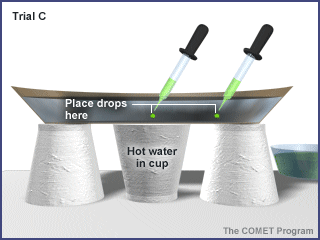 Trial C
Place drops
here
Hot water
in cup
The COMET Program